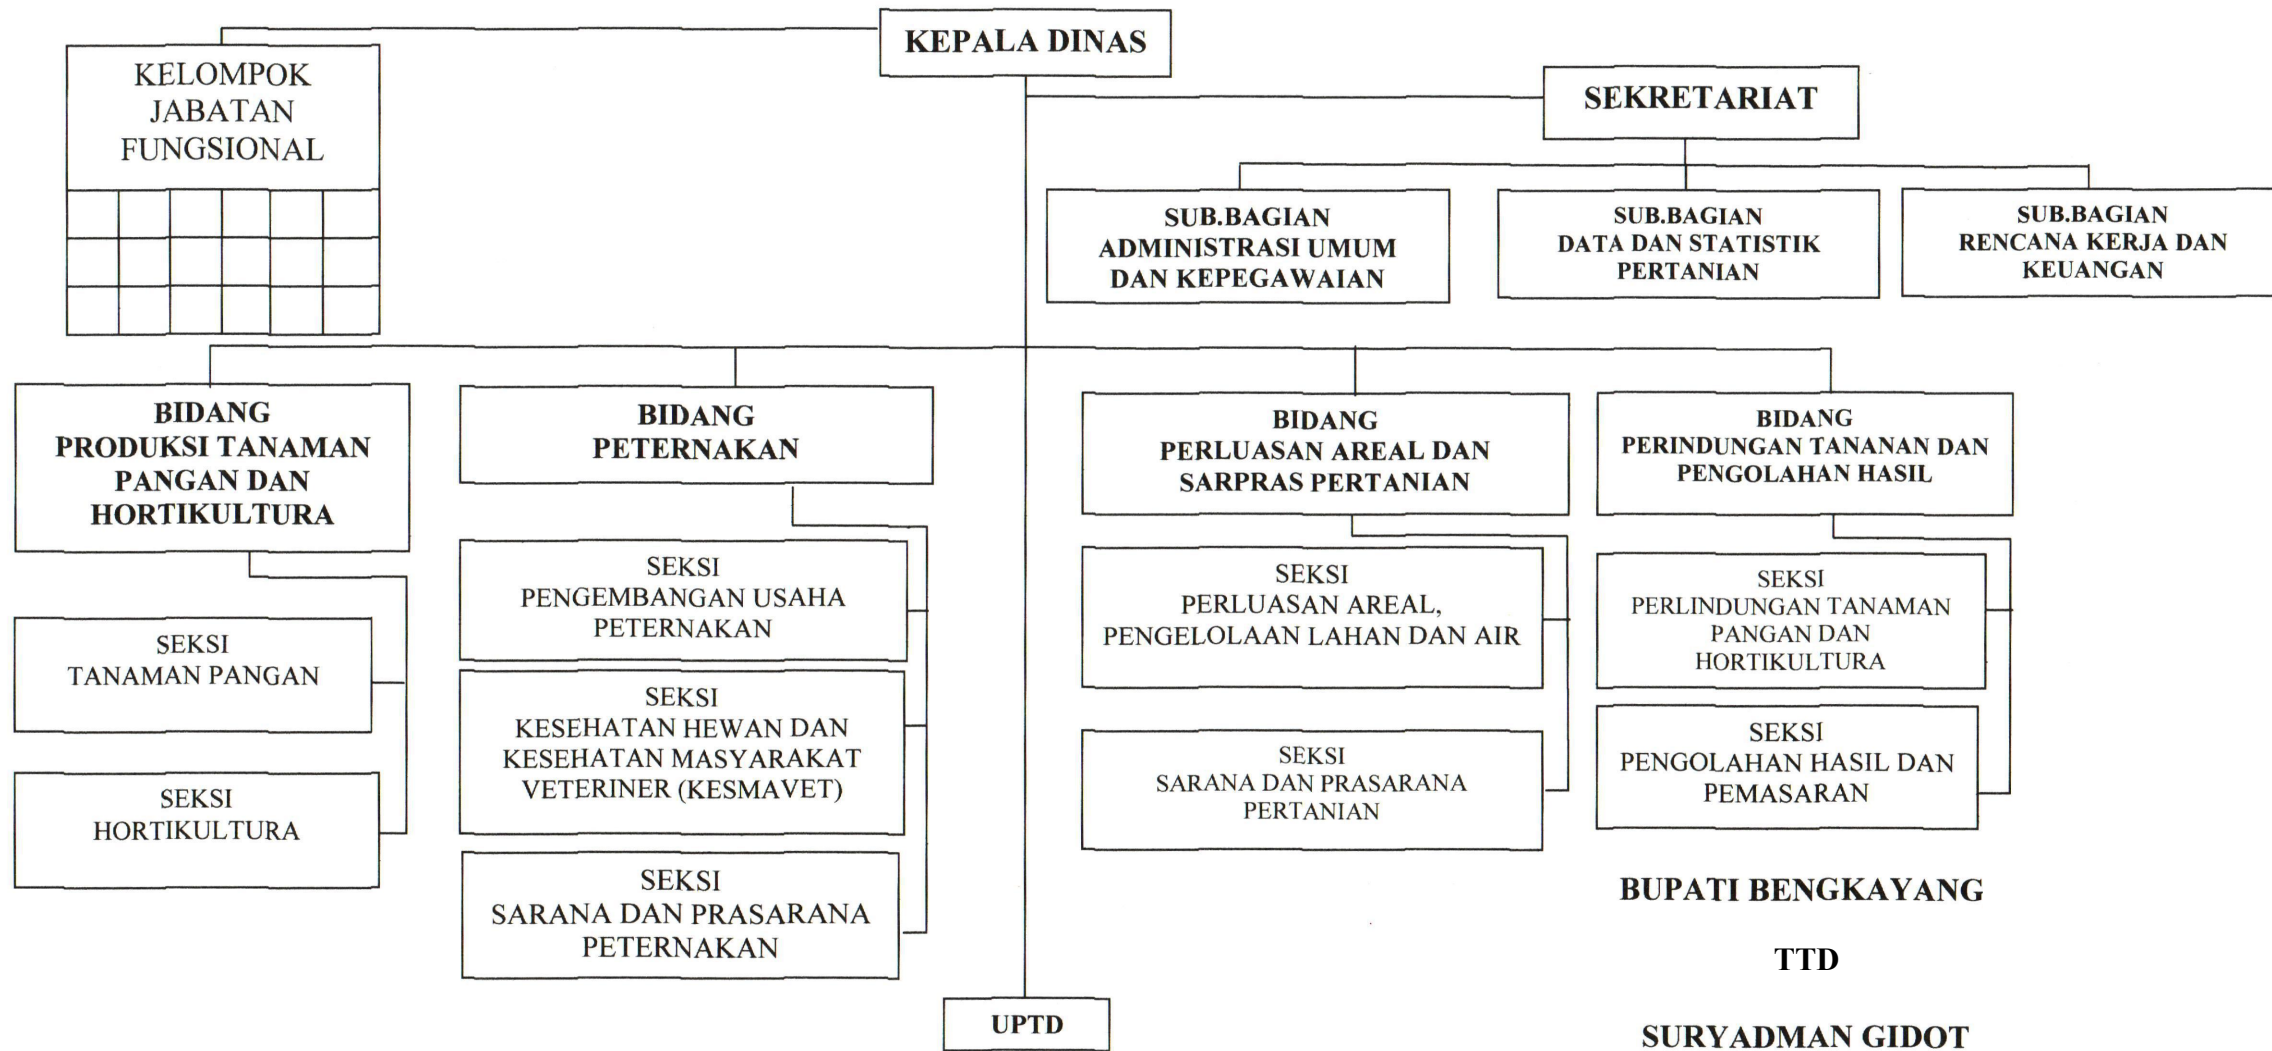 KEPALA DINAS
KELOMPOK
JABATAN
FUNGSIONAL
SEKRETARIAT
SUB.BAGIAN
ADMINISTRASI UMUM
DAN KEPEGAWAIAN
SUB.BAGIAN
DATA DAN STATISTIK
PERTANIAN
SUB.BAGIAN
RENCANA KERJA DAN
KEUANGAN
BIDANG
PRODUKSI TANAMAN
PANGAN DAN
HORTIKULTURA
BIDANG
PETERNAKAN
BIDANG
PERLUASAN AREAL DAN
SARPRAS PERTANIAN
BIDANG
PERINDUNGAN TANANAN DAN
PENGOLAHAN HASIL
SEKSI
TANAMAN PANGAN
SEKSI
HORTIKULTURA
SEKSI
PENGEMBANGAN USAHA
PETERNAKAN
SEKSI
KESEHATAN HEWAN DAN
KESEHATAN MASYARAKAT
VETERINER (KESMAVET)
SEKSI
SARANA DAN PRASARANA
PETERNAKAN
SEKSI
PERLUASAN AREAL,
PENGELOLAAN LAHAN DAN AIR
SEKSI
SARANA DAN PRASARANA
PERTANIAN
SEKSI
PERLINDUNGAN TANAMAN
PANGAN DAN
HORTIKULTURA
SEKSI
PENGOLAHAN HASIL DAN
PEMASARAN
UPTD
BUPATI BENGKAYANG
TTD
SURYADMAN GIDOT